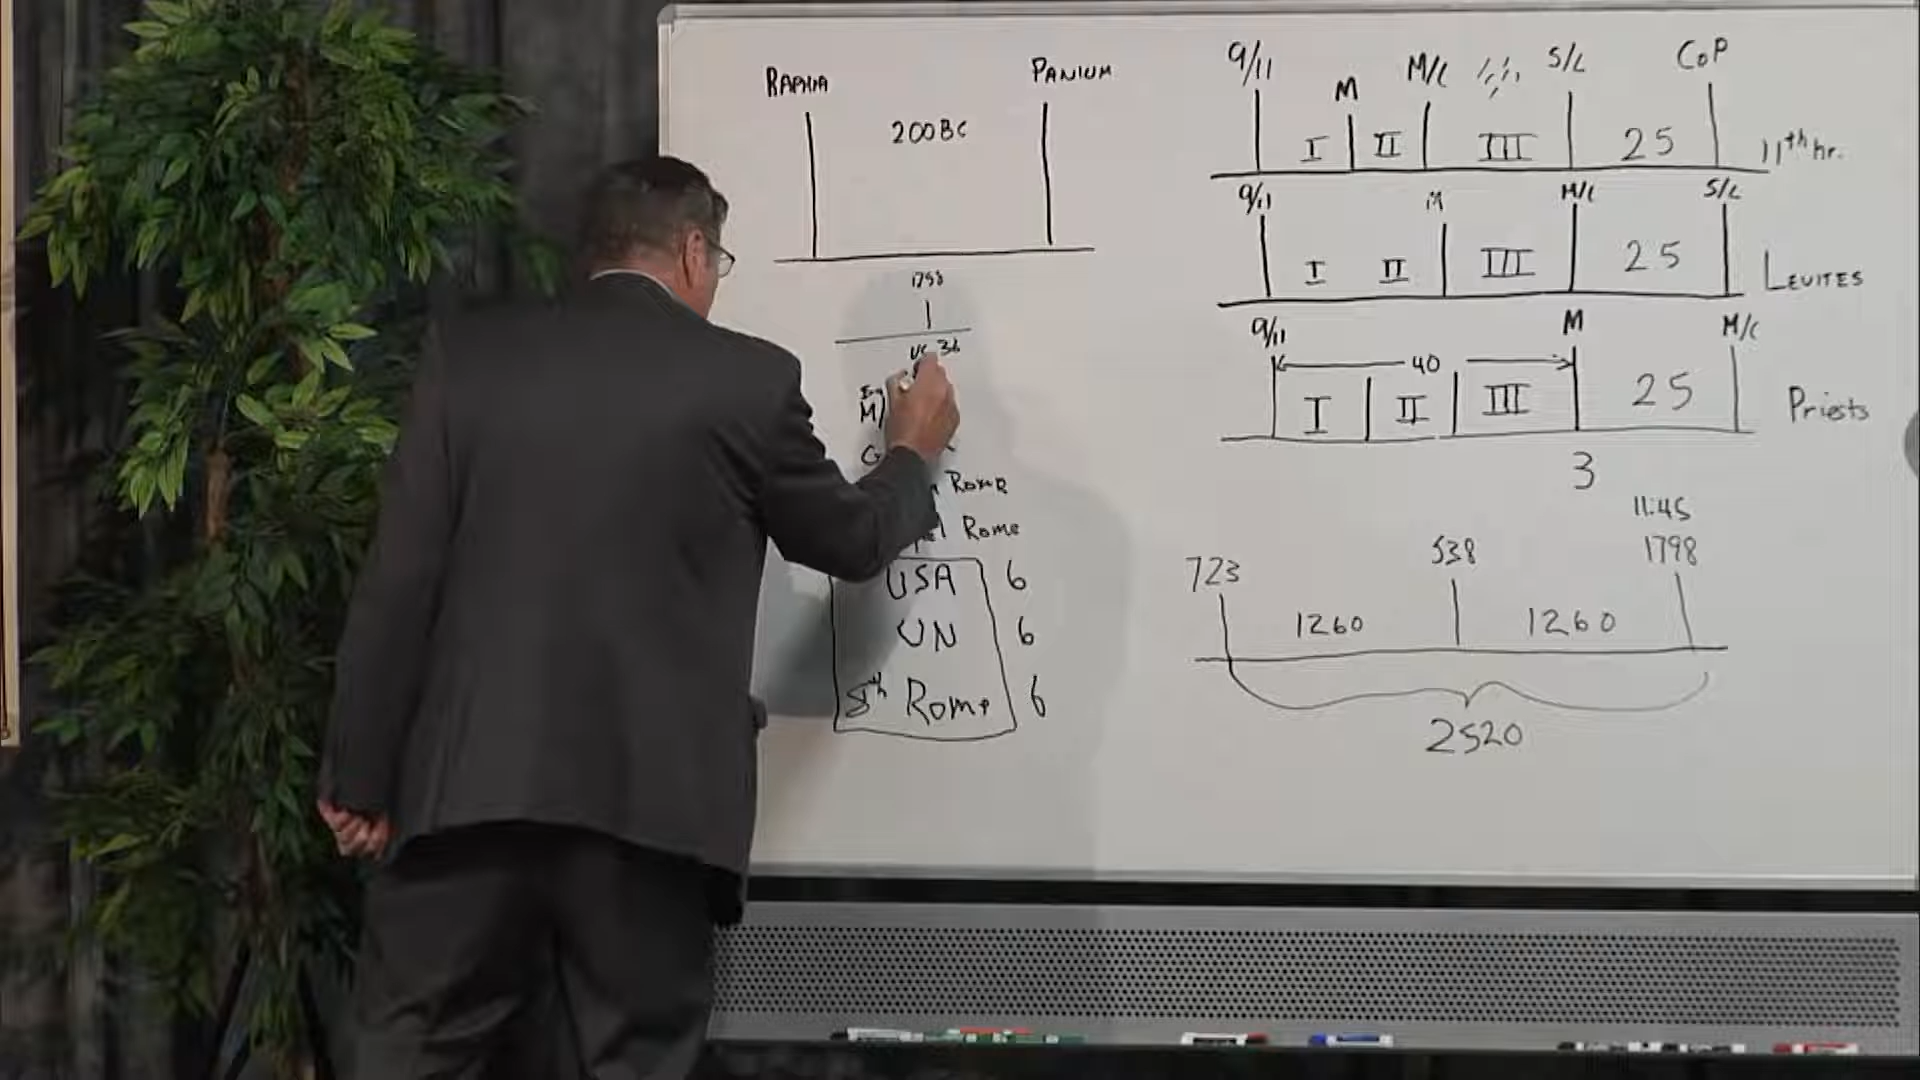 RAPHIA PANIUM
200BC
1798
vs 36
M/
G
Rome
Rome
USA 6
UN 6
8th Rome 6
9/11 M M/C S/L CoP
I II III 25 11th hr.
9/11 M M/C S/L
I II III 25 LEVITES
9/11 M M/C
40
I II III 25 Priests
3
11:45
723 538 1798
1260 1260
2520